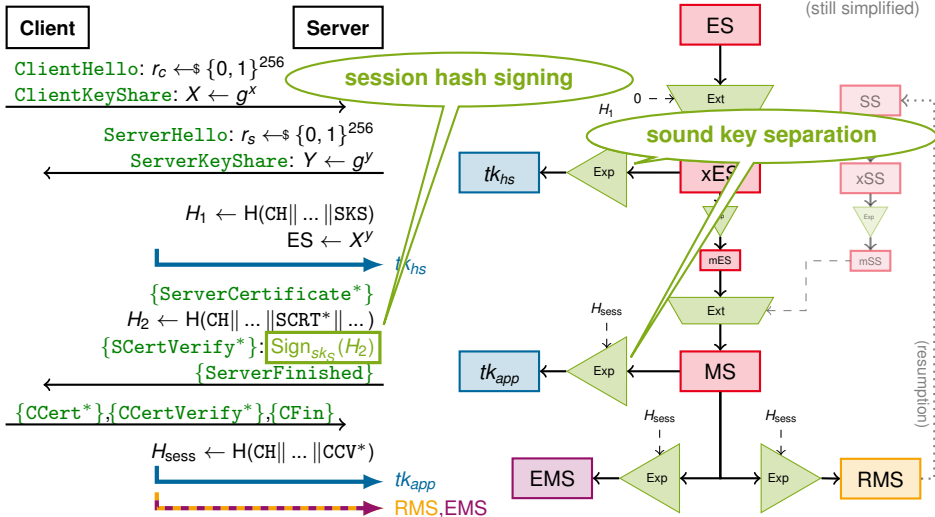 (still simplified)
Client
Server
ClientHello: r_c ←$ {0, 1}^256
ClientKeyShare: X ← g^x
session hash signing
ServerHello: r_s ←$ {0, 1}^256
ServerKeyShare: Y ← g^y
H_1 ← H(CH‖ ... ‖SKS)
ES ← X^y
tk_hs
{ServerCertificate*}
H_2 ← H(CH‖ ... ‖SCRT*‖ ...)
{SCertVerify*}: Sign_{sk_S}(H_2)
{ServerFinished}
{CCert*},{CCertVerify*},{CFin}
H_sess ← H(CH‖ ... ‖CCV*)
tk_app
RMS,EMS
ES
0
Ext
H_1
SS
sound key separation
tk_hs
Exp
xES
xSS
Exp
Exp
mES
mSS
H_sess
Ext
tk_app
Exp
MS
(resumption)
H_sess
H_sess
EMS
Exp
Exp
RMS